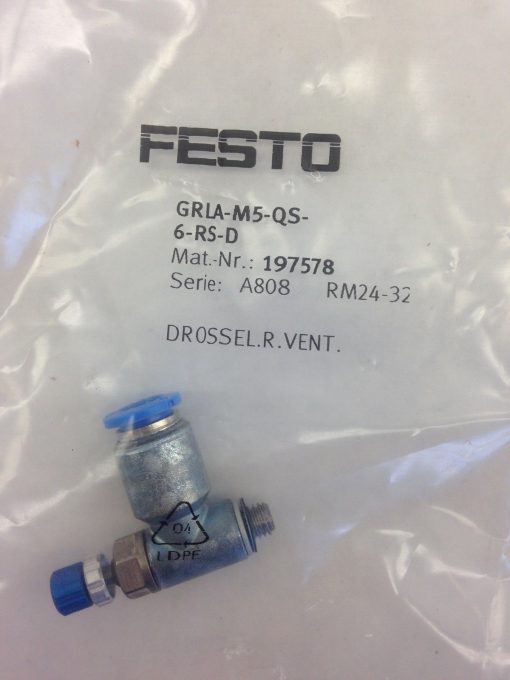 FESTO
GRLA-M5-QS-
6-RS-D
Mat.-Nr.: 197578
Serie: A808 RM24-32
DROSSEL.R.VENT.
04
LDPE